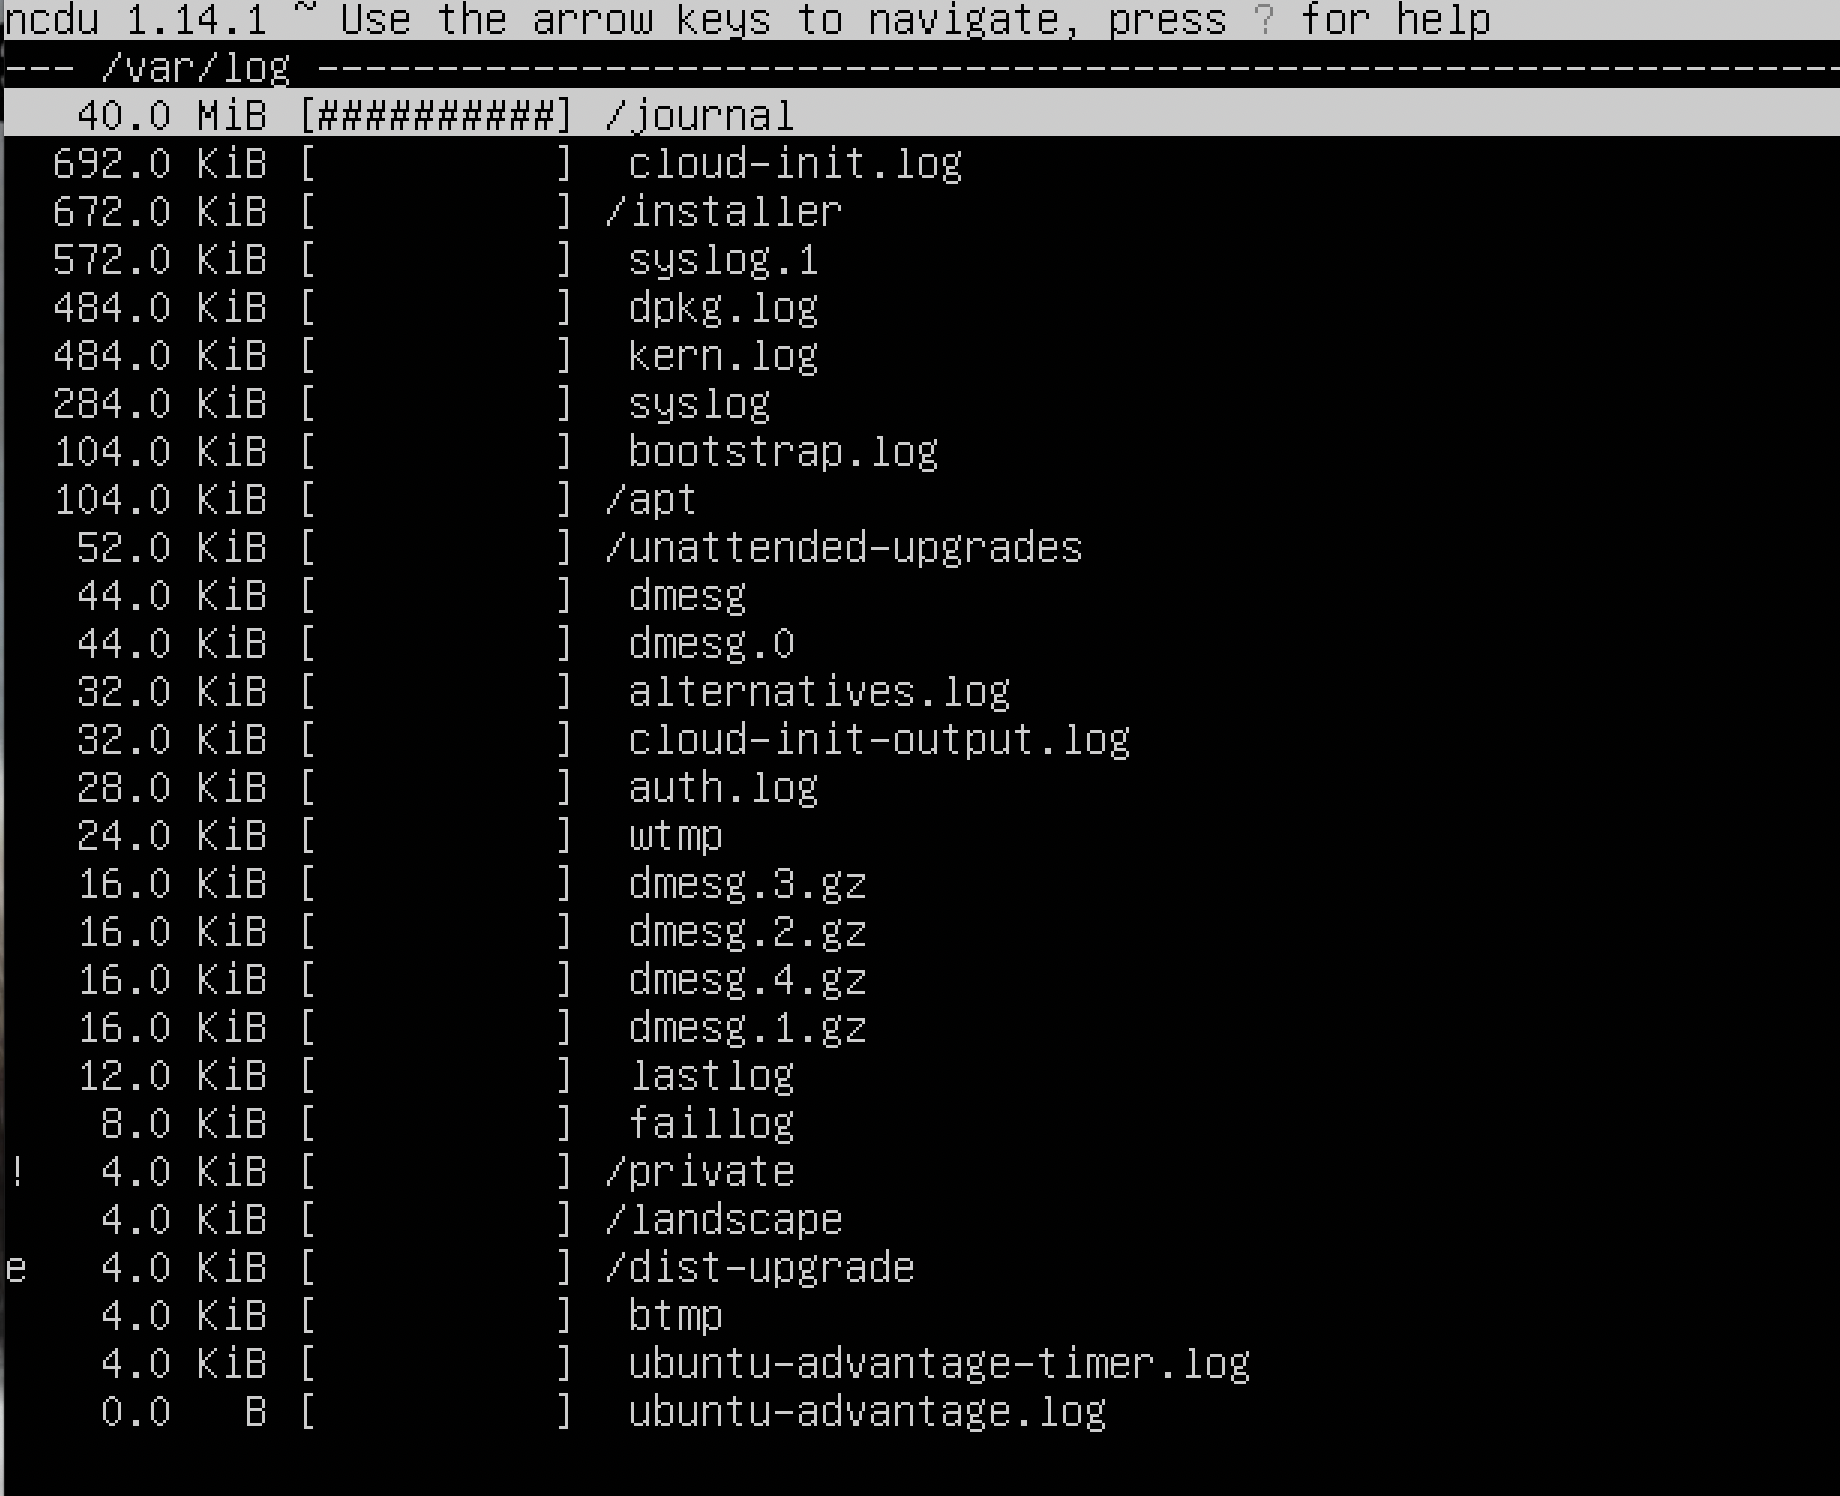 ncdu 1.14.1 ~ Use the arrow keys to navigate, press ? for help
--- /var/log ----------------------------------------------------------------
   40.0 MiB [##########] /journal
  692.0 KiB [          ]  cloud-init.log
  672.0 KiB [          ] /installer
  572.0 KiB [          ]  syslog.1
  484.0 KiB [          ]  dpkg.log
  484.0 KiB [          ]  kern.log
  284.0 KiB [          ]  syslog
  104.0 KiB [          ]  bootstrap.log
  104.0 KiB [          ] /apt
   52.0 KiB [          ] /unattended-upgrades
   44.0 KiB [          ]  dmesg
   44.0 KiB [          ]  dmesg.0
   32.0 KiB [          ]  alternatives.log
   32.0 KiB [          ]  cloud-init-output.log
   28.0 KiB [          ]  auth.log
   24.0 KiB [          ]  wtmp
   16.0 KiB [          ]  dmesg.3.gz
   16.0 KiB [          ]  dmesg.2.gz
   16.0 KiB [          ]  dmesg.4.gz
   16.0 KiB [          ]  dmesg.1.gz
   12.0 KiB [          ]  lastlog
    8.0 KiB [          ]  faillog
!   4.0 KiB [          ] /private
    4.0 KiB [          ] /landscape
e   4.0 KiB [          ] /dist-upgrade
    4.0 KiB [          ]  btmp
    4.0 KiB [          ]  ubuntu-advantage-timer.log
    0.0   B [          ]  ubuntu-advantage.log